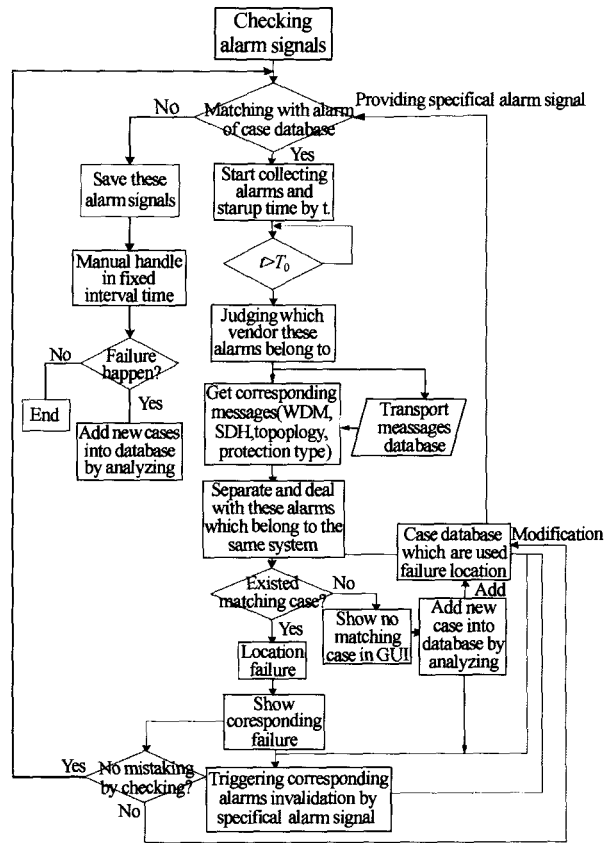 Checking
alarm signals
No
Matching with alarm
of case database
Providing specifical alarm signal
Yes
Save these
alarm signals
Start collecting
alarms and
starup time by t.
Manual handle
in fixed
interval time
t>T0
Judging which
vendor these
alarms belong to
No
Failure
happen?
End
Yes
Add new cases
into database
by analyzing
Get corresponding
messages(WDM,
SDH,topoplogy,
protection type)
Transport
meassages
database
Separate and deal
with these alarms
which belong to the
same system
Case database
which are used
failure location
Modification
Existed
matching case?
No
Add
Show no
matching
case in GUI
Add new
case into
database by
analyzing
Yes
Location
failure
Show
coresponding
failure
Yes
No mistaking
by checking?
No
Triggering corresponding
alarms invalidation by
specifical alarm signal